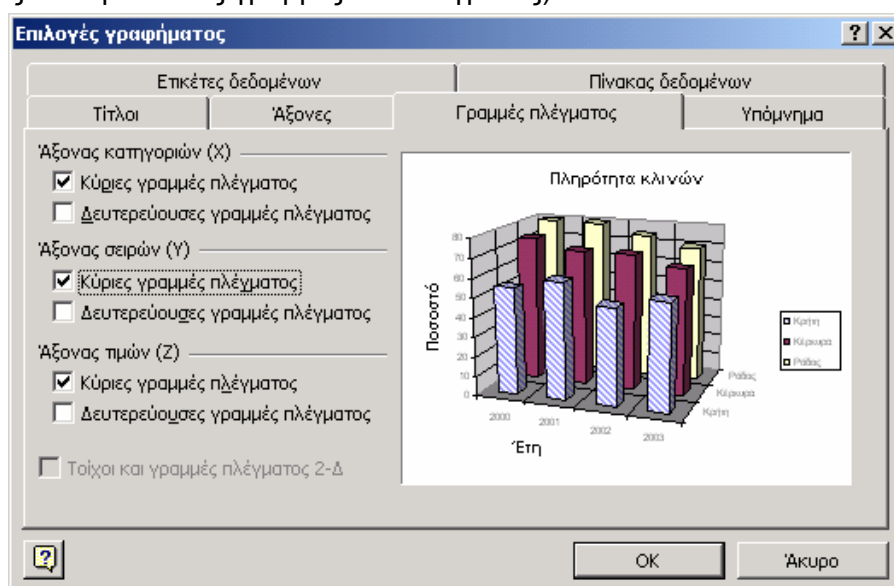 Επιλογές γραφήματος
Ετικέτες δεδομένων
Πίνακας δεδομένων
Τίτλοι
Άξονες
Γραμμές πλέγματος
Υπόμνημα
Άξονας κατηγοριών (X)
Κύριες γραμμές πλέγματος
Δευτερεύουσες γραμμές πλέγματος
Άξονας σειρών (Y)
Κύριες γραμμές πλέγματος
Δευτερεύουσες γραμμές πλέγματος
Άξονας τιμών (Z)
Κύριες γραμμές πλέγματος
Δευτερεύουσες γραμμές πλέγματος
Τοίχοι και γραμμές πλέγματος 2-Δ
Πληρότητα κλινών
Ποσοστό
80
70
60
50
40
30
20
10
0
2000
2001
2002
2003
Έτη
Ρόδος
Κέρκυρα
Κρήτη
Κρήτη
Κέρκυρα
Ρόδος
OK
Άκυρο